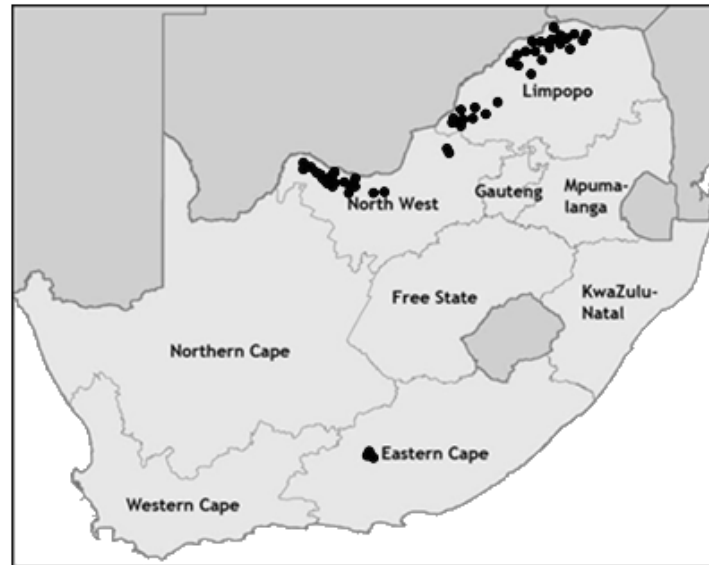 Limpopo
Gauteng
Mpuma-
langa
North West
Free State
KwaZulu-
Natal
Northern Cape
Eastern Cape
Western Cape